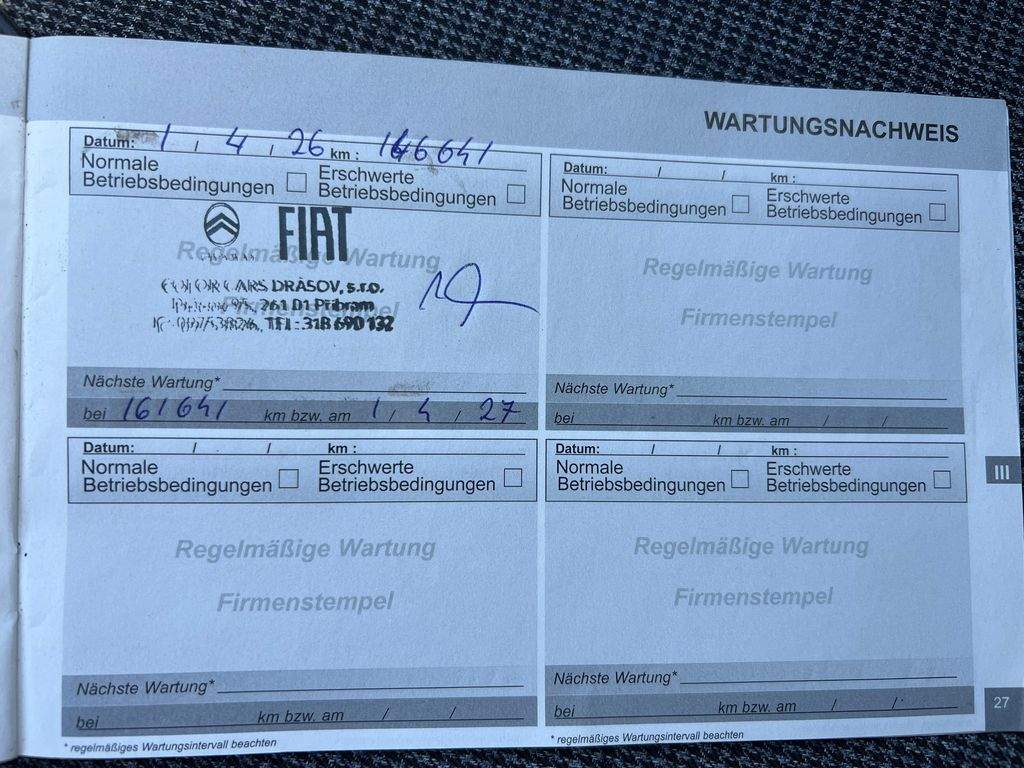 WARTUNGSNACHWEIS
Datum: 1 / 4 / 26 km : 146641
Normale Betriebsbedingungen
Erschwerte Betriebsbedingungen
FIAT
Regelmäßige Wartung
Firmenstempel
COLOR CARS DRÁSOV, s.r.o.
261 01 Příbram
TEL.: 318 690 132
Nächste Wartung*
bei 161641 km bzw. am 1 / 4 / 27
Datum: / / km :
Normale Betriebsbedingungen
Erschwerte Betriebsbedingungen
Regelmäßige Wartung
Firmenstempel
Nächste Wartung*
bei km bzw. am / /
Datum: / / km :
Normale Betriebsbedingungen
Erschwerte Betriebsbedingungen
Regelmäßige Wartung
Firmenstempel
Nächste Wartung*
bei km bzw. am / /
* regelmäßiges Wartungsintervall beachten
Datum: / / km :
Normale Betriebsbedingungen
Erschwerte Betriebsbedingungen
Regelmäßige Wartung
Firmenstempel
Nächste Wartung*
bei km bzw. am / /
* regelmäßiges Wartungsintervall beachten
III
27